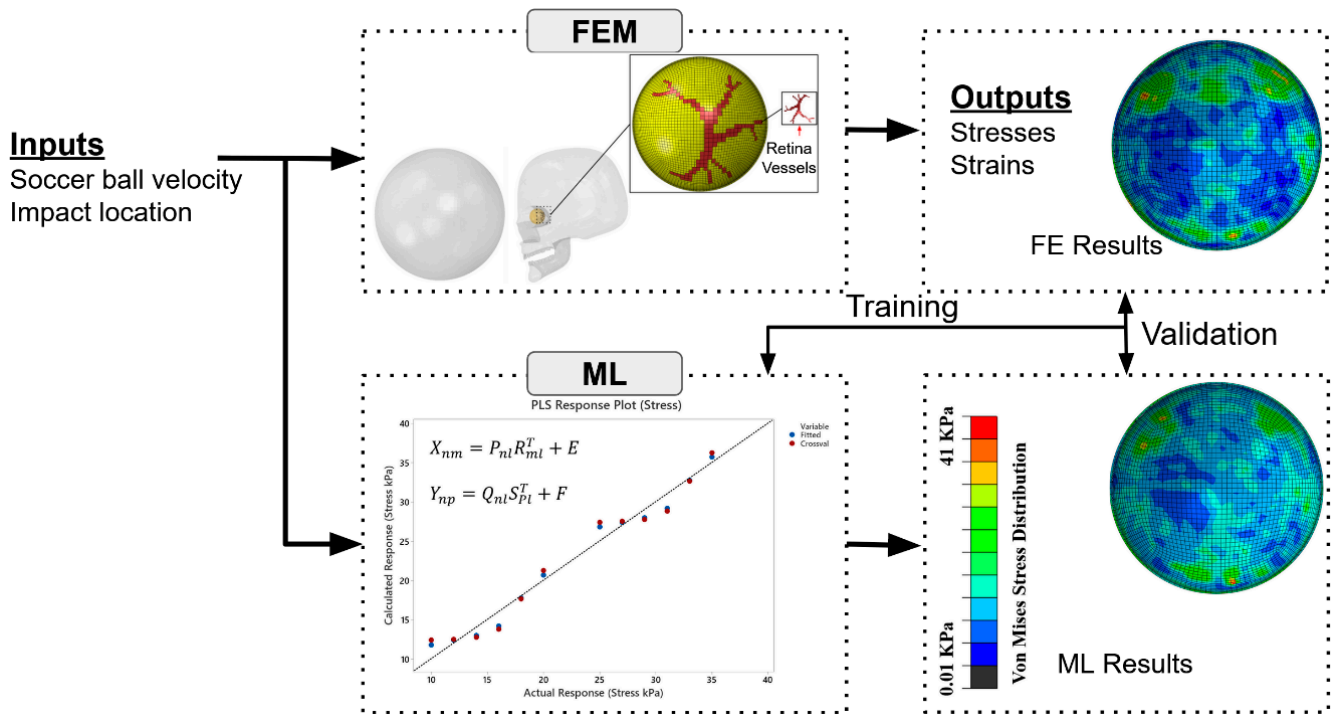 FEM
Inputs
Soccer ball velocity
Impact location
Retina
Vessels
Outputs
Stresses
Strains
FE Results
Training
Validation
ML
PLS Response Plot (Stress)
Variable
Fitted
Crossval
X_{nm} = P_{nl}R_{ml}^{T} + E
Y_{np} = Q_{nl}S_{Pl}^{T} + F
Calculated Response (Stress kPa)
40
35
30
25
20
15
10
10 15 20 25 30 35 40
Actual Response (Stress kPa)
41 KPa
0.01 KPa
Von Mises Stress Distribution
ML Results